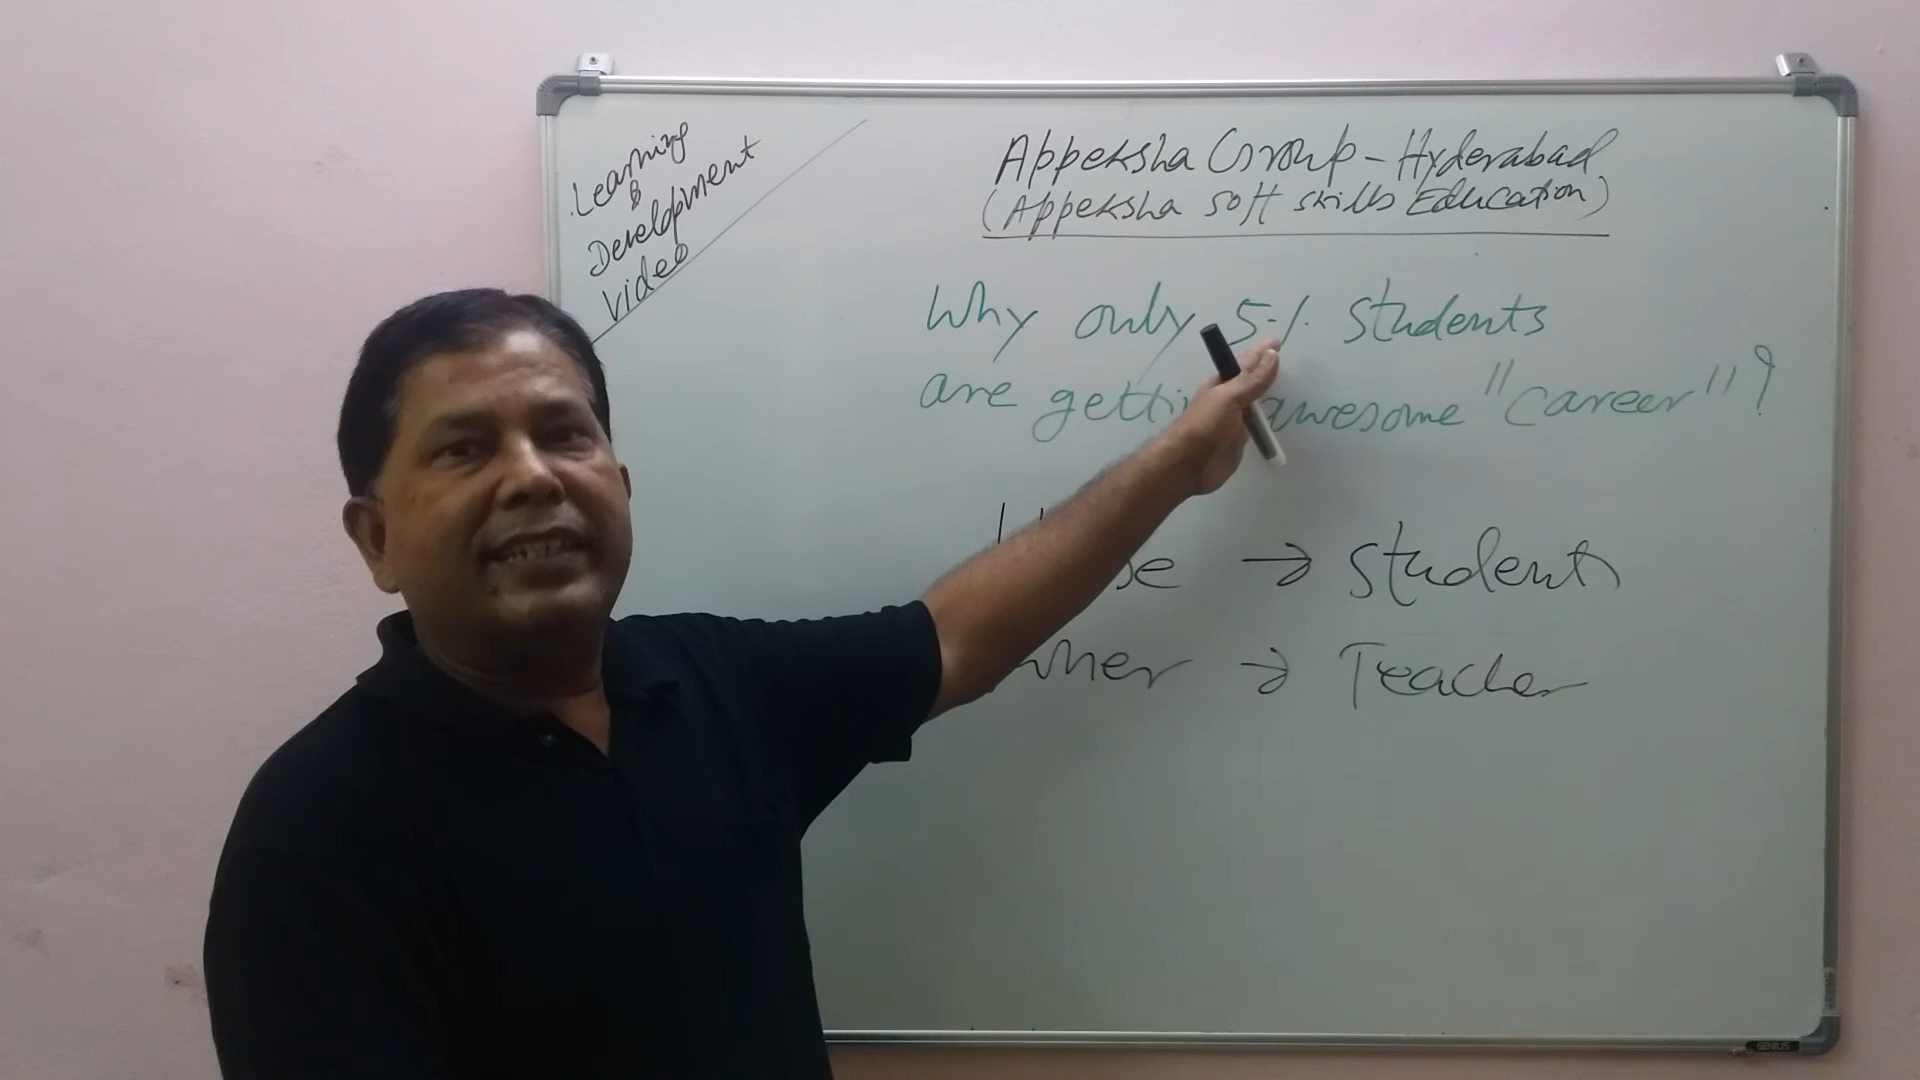 Learning
&
Development
Video
Appeksha Group - Hyderabad
(Appeksha soft skills Education)
Why only 5% students
are getti awesome "career"?
→ Student
→ Teacher
GENIUS